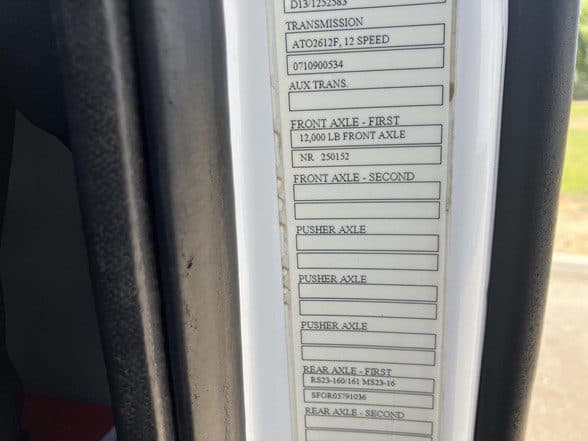 D13/1252583
TRANSMISSION
ATO2612F, 12 SPEED
0710900534
AUX TRANS.
FRONT AXLE - FIRST
12,000 LB FRONT AXLE
NR 250152
FRONT AXLE - SECOND
PUSHER AXLE
PUSHER AXLE
PUSHER AXLE
REAR AXLE - FIRST
RS23-160/161 MS23-16
SFOR05791036
REAR AXLE - SECOND